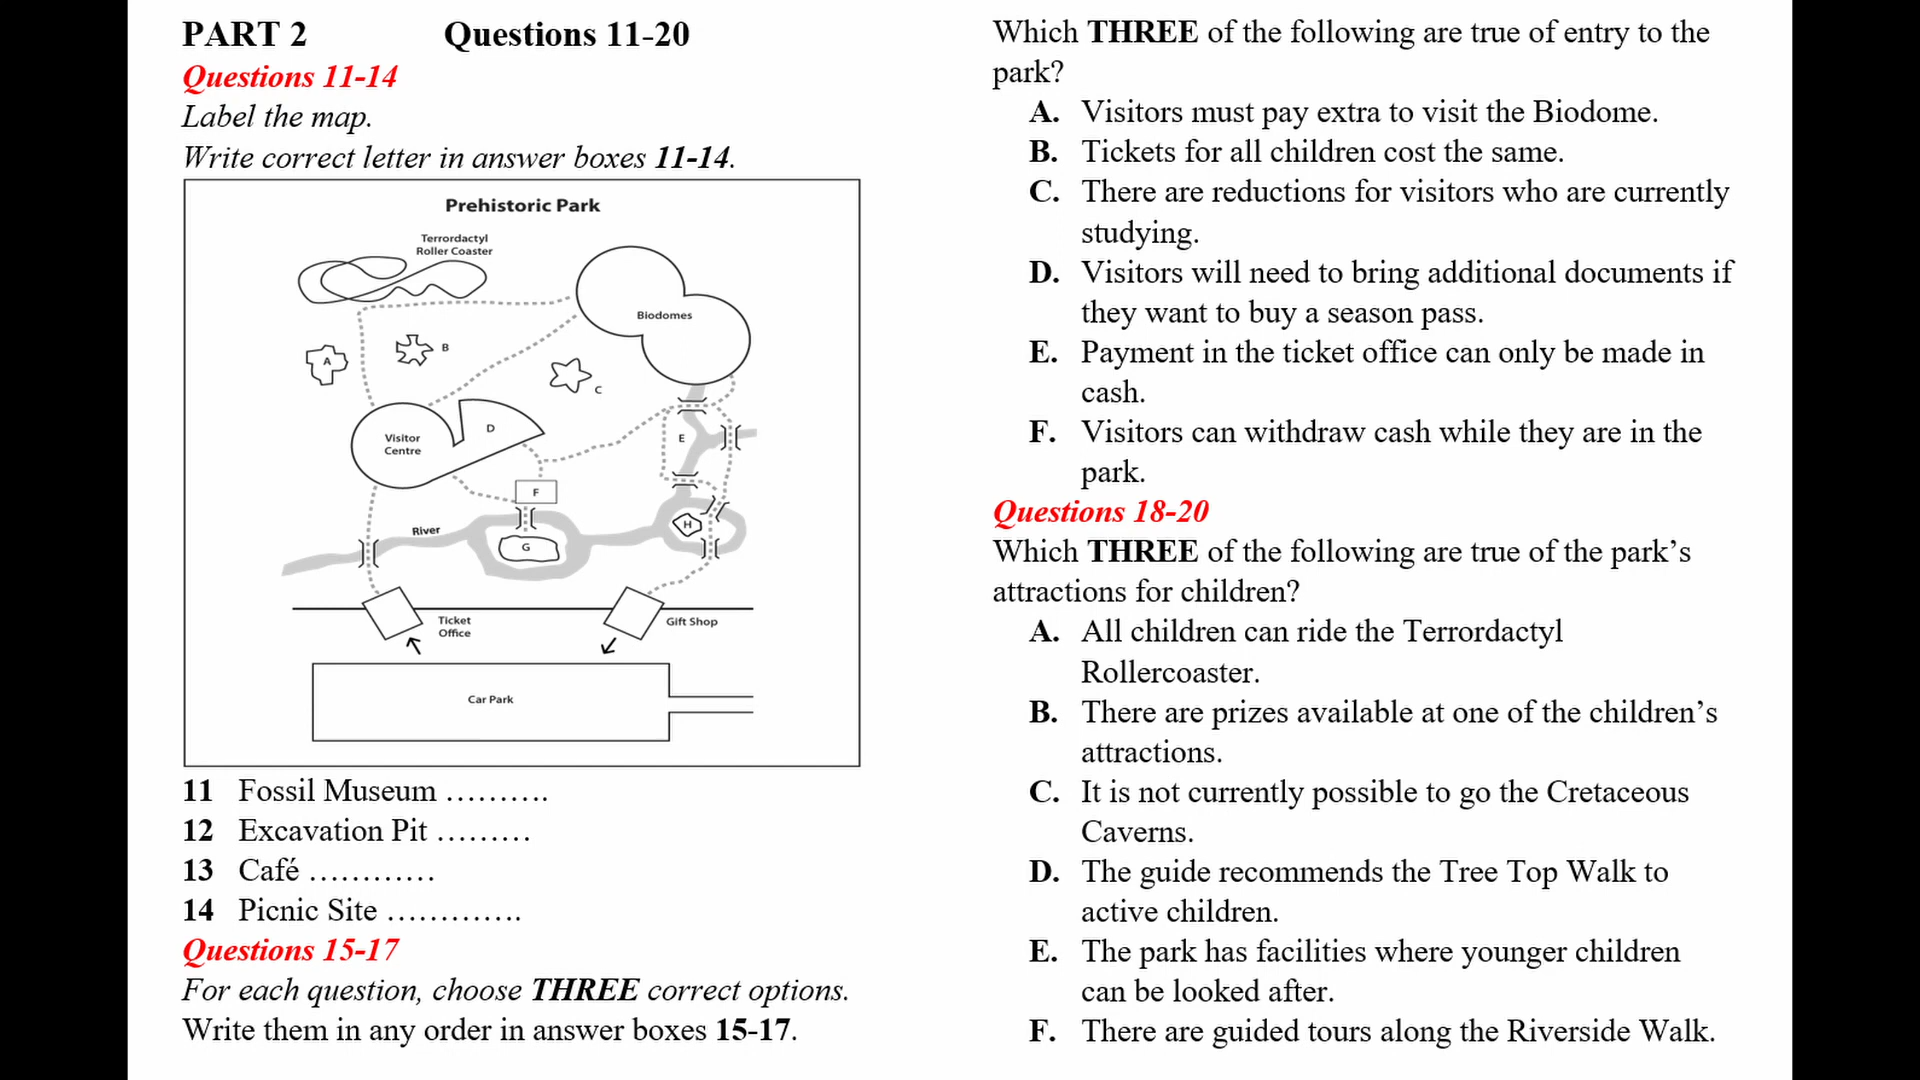 PART 2 Questions 11-20
Questions 11-14
Label the map.
Write correct letter in answer boxes 11-14.
Prehistoric Park
Terrordactyl
Roller Coaster
Biodomes
A
B
C
Visitor
Centre
D
E
F
River
G
H
Ticket
Office
Gift Shop
Car Park
11 Fossil Museum ……….
12 Excavation Pit ………
13 Café …………
14 Picnic Site ………….
Questions 15-17
For each question, choose THREE correct options.
Write them in any order in answer boxes 15-17.
Which THREE of the following are true of entry to the
park?
A. Visitors must pay extra to visit the Biodome.
B. Tickets for all children cost the same.
C. There are reductions for visitors who are currently
studying.
D. Visitors will need to bring additional documents if
they want to buy a season pass.
E. Payment in the ticket office can only be made in
cash.
F. Visitors can withdraw cash while they are in the
park.
Questions 18-20
Which THREE of the following are true of the park’s
attractions for children?
A. All children can ride the Terrordactyl
Rollercoaster.
B. There are prizes available at one of the children’s
attractions.
C. It is not currently possible to go the Cretaceous
Caverns.
D. The guide recommends the Tree Top Walk to
active children.
E. The park has facilities where younger children
can be looked after.
F. There are guided tours along the Riverside Walk.